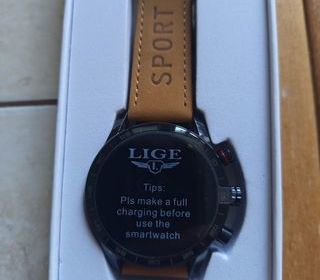 SPORT
LIGE
Tips:
Pls make a full
charging before
use the
smartwatch